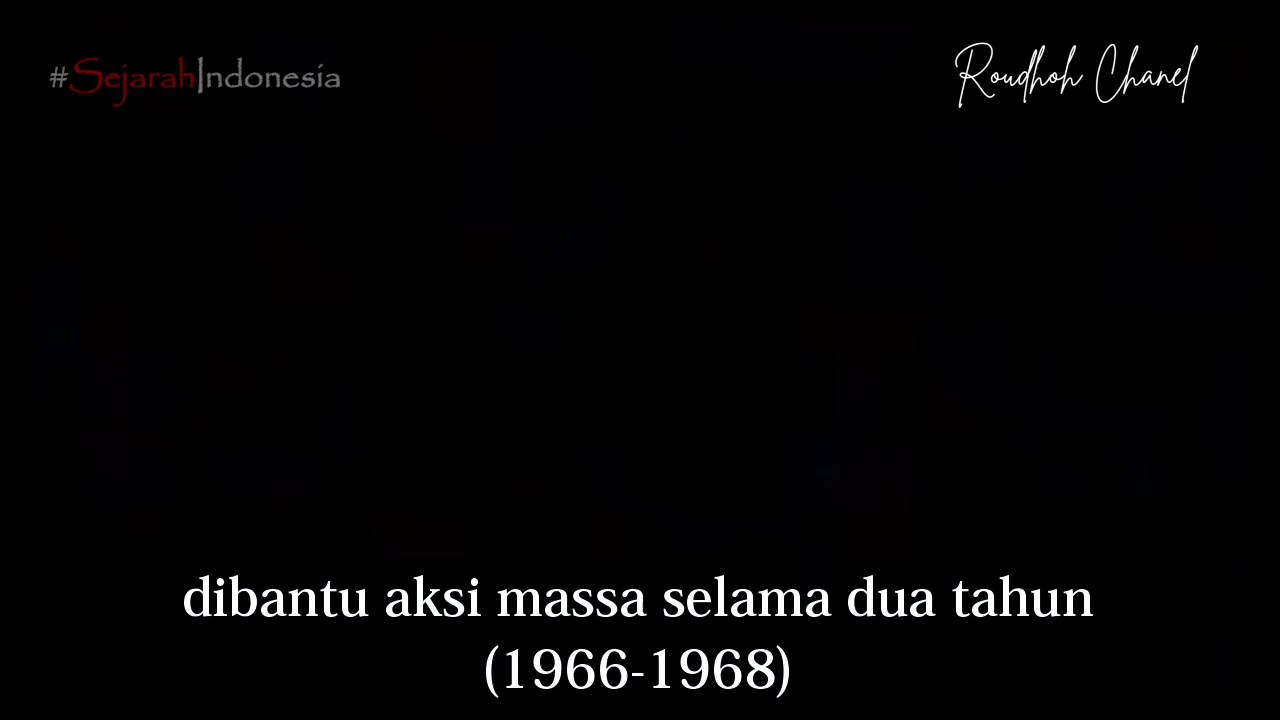 #SejarahIndonesia
Roudhoh Chanel
dibantu aksi massa selama dua tahun
(1966-1968)